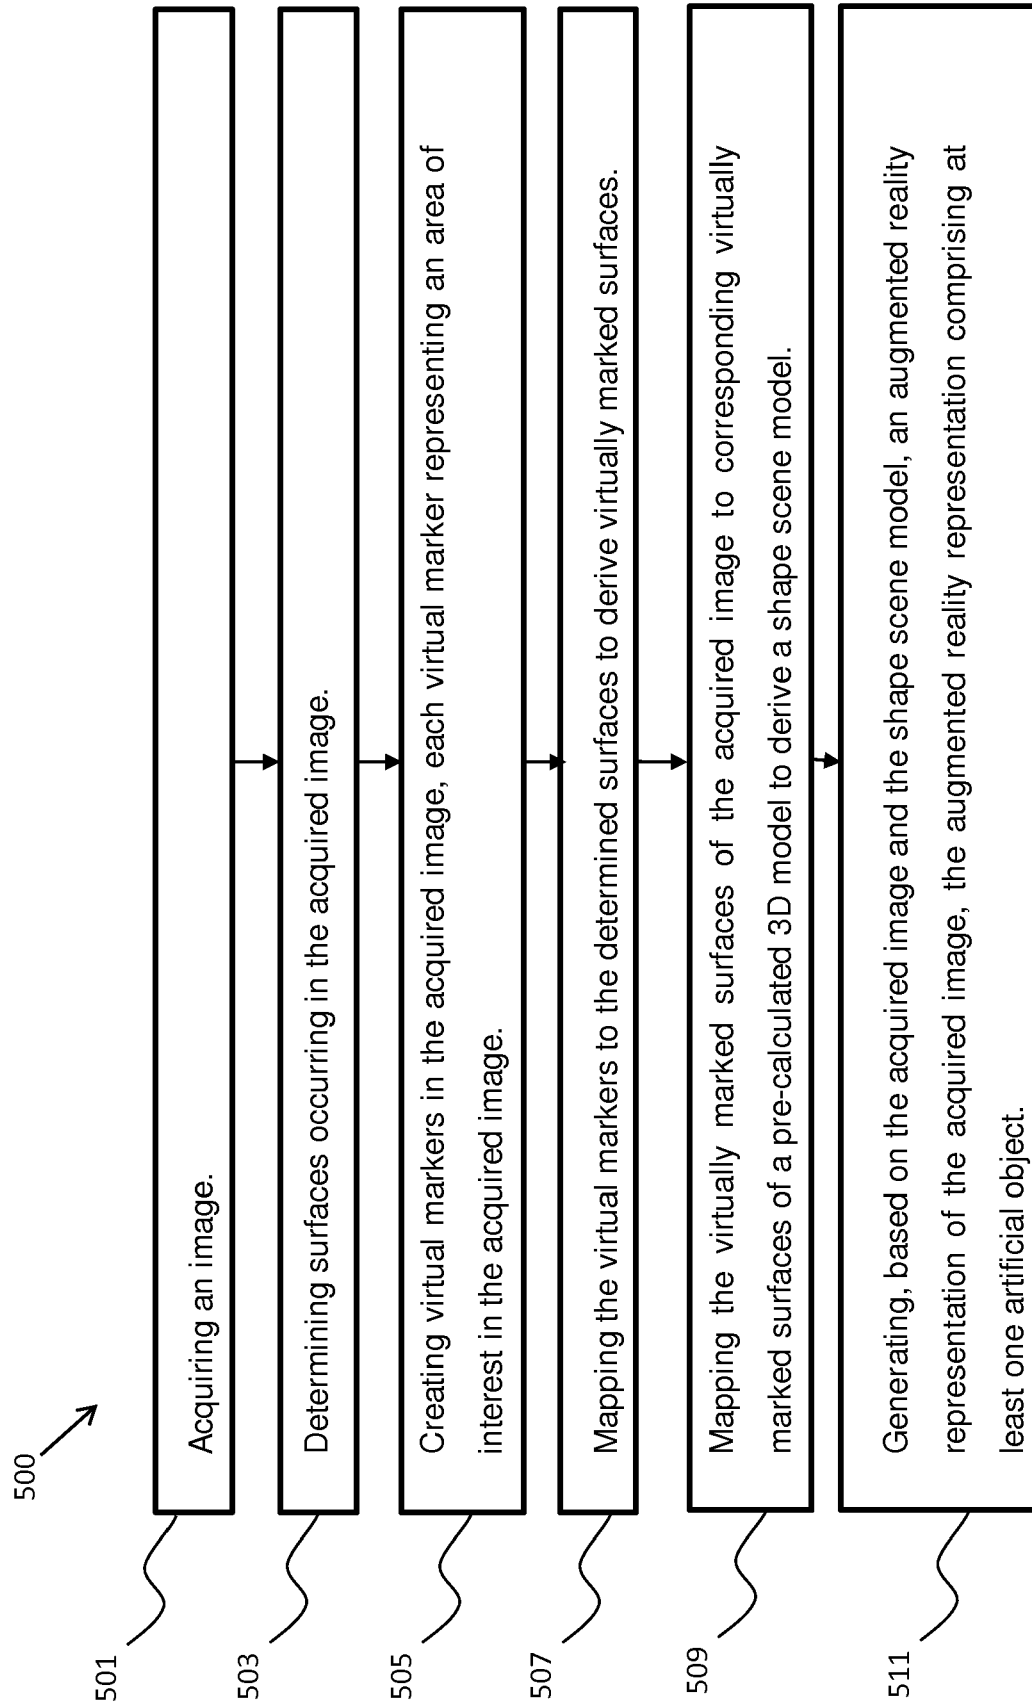 500
501
Acquiring an image.
503
Determining surfaces occurring in the acquired image.
505
Creating virtual markers in the acquired image, each virtual marker representing an area of
interest in the acquired image.
507
Mapping the virtual markers to the determined surfaces to derive virtually marked surfaces.
509
Mapping the virtually marked surfaces of the acquired image to corresponding virtually
marked surfaces of a pre-calculated 3D model to derive a shape scene model.
511
Generating, based on the acquired image and the shape scene model, an augmented reality
representation of the acquired image, the augmented reality representation comprising at
least one artificial object.